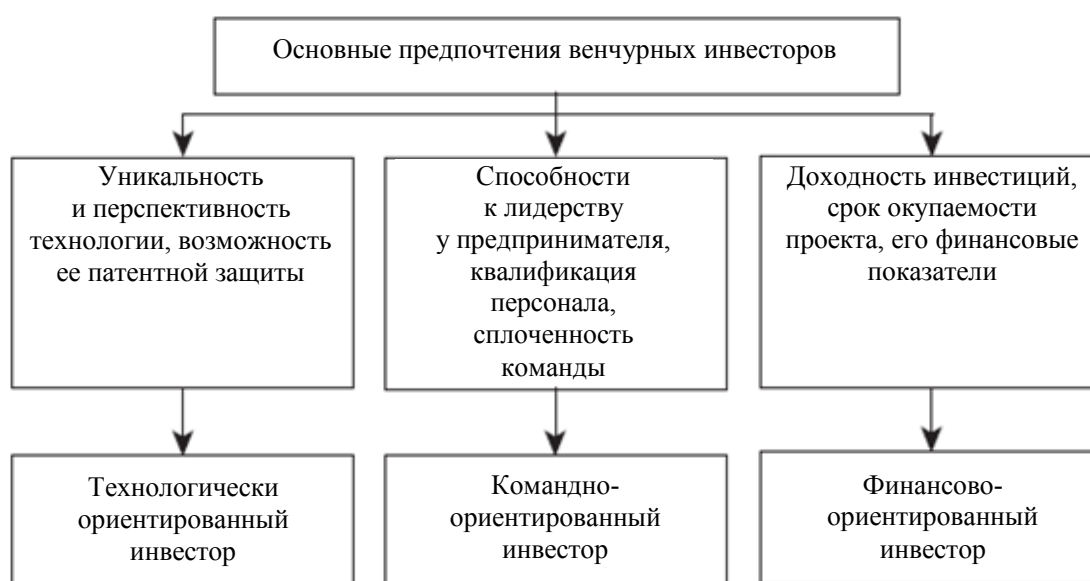 Основные предпочтения венчурных инвесторов
Уникальность
и перспективность
технологии, возможность
ее патентной защиты
Способности
к лидерству
у предпринимателя,
квалификация
персонала,
сплоченность
команды
Доходность инвестиций,
срок окупаемости
проекта, его финансовые
показатели
Технологически
ориентированный
инвестор
Командно-
ориентированный
инвестор
Финансово-
ориентированный
инвестор